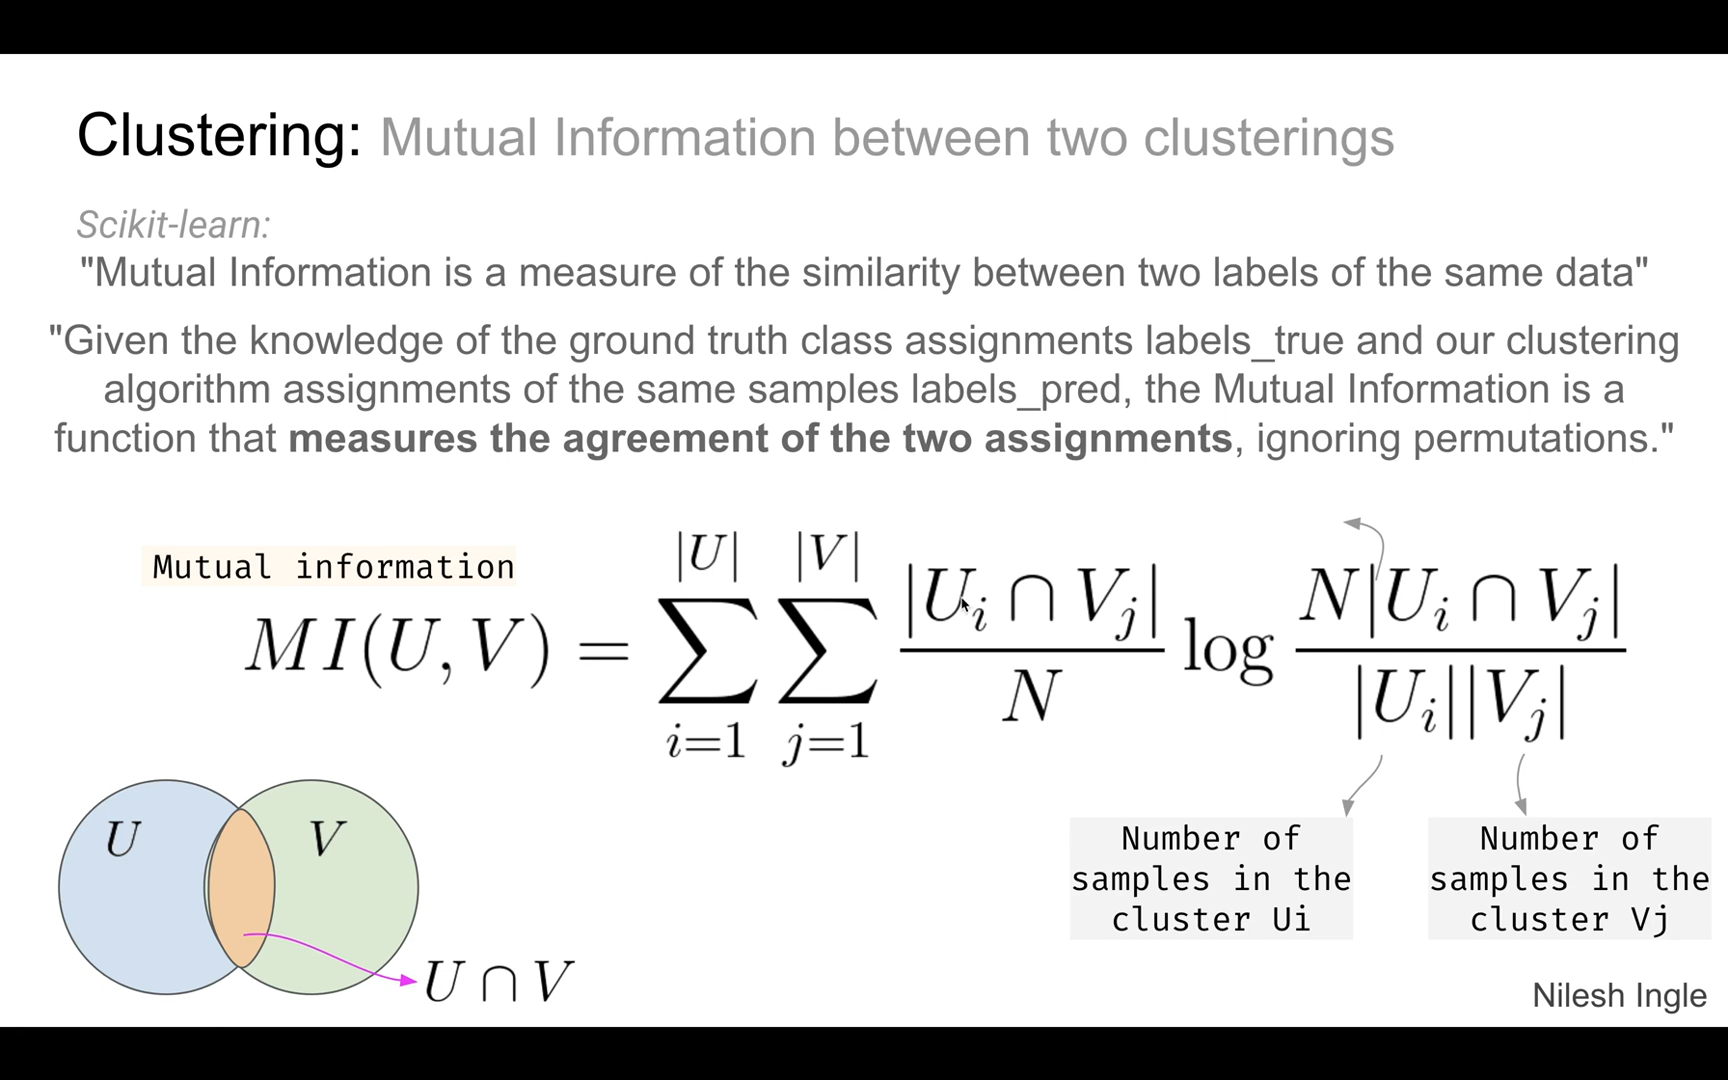 Clustering: Mutual Information between two clusterings
Scikit-learn:
"Mutual Information is a measure of the similarity between two labels of the same data"
"Given the knowledge of the ground truth class assignments labels_true and our clustering
algorithm assignments of the same samples labels_pred, the Mutual Information is a
function that measures the agreement of the two assignments, ignoring permutations."
Mutual information
MI(U, V) = \sum_{i=1}^{|U|} \sum_{j=1}^{|V|} \frac{|U_i ∩ V_j|}{N} \log \frac{N|U_i ∩ V_j|}{|U_i||V_j|}
U
V
U ∩ V
Number of
samples in the
cluster Ui
Number of
samples in the
cluster Vj
Nilesh Ingle